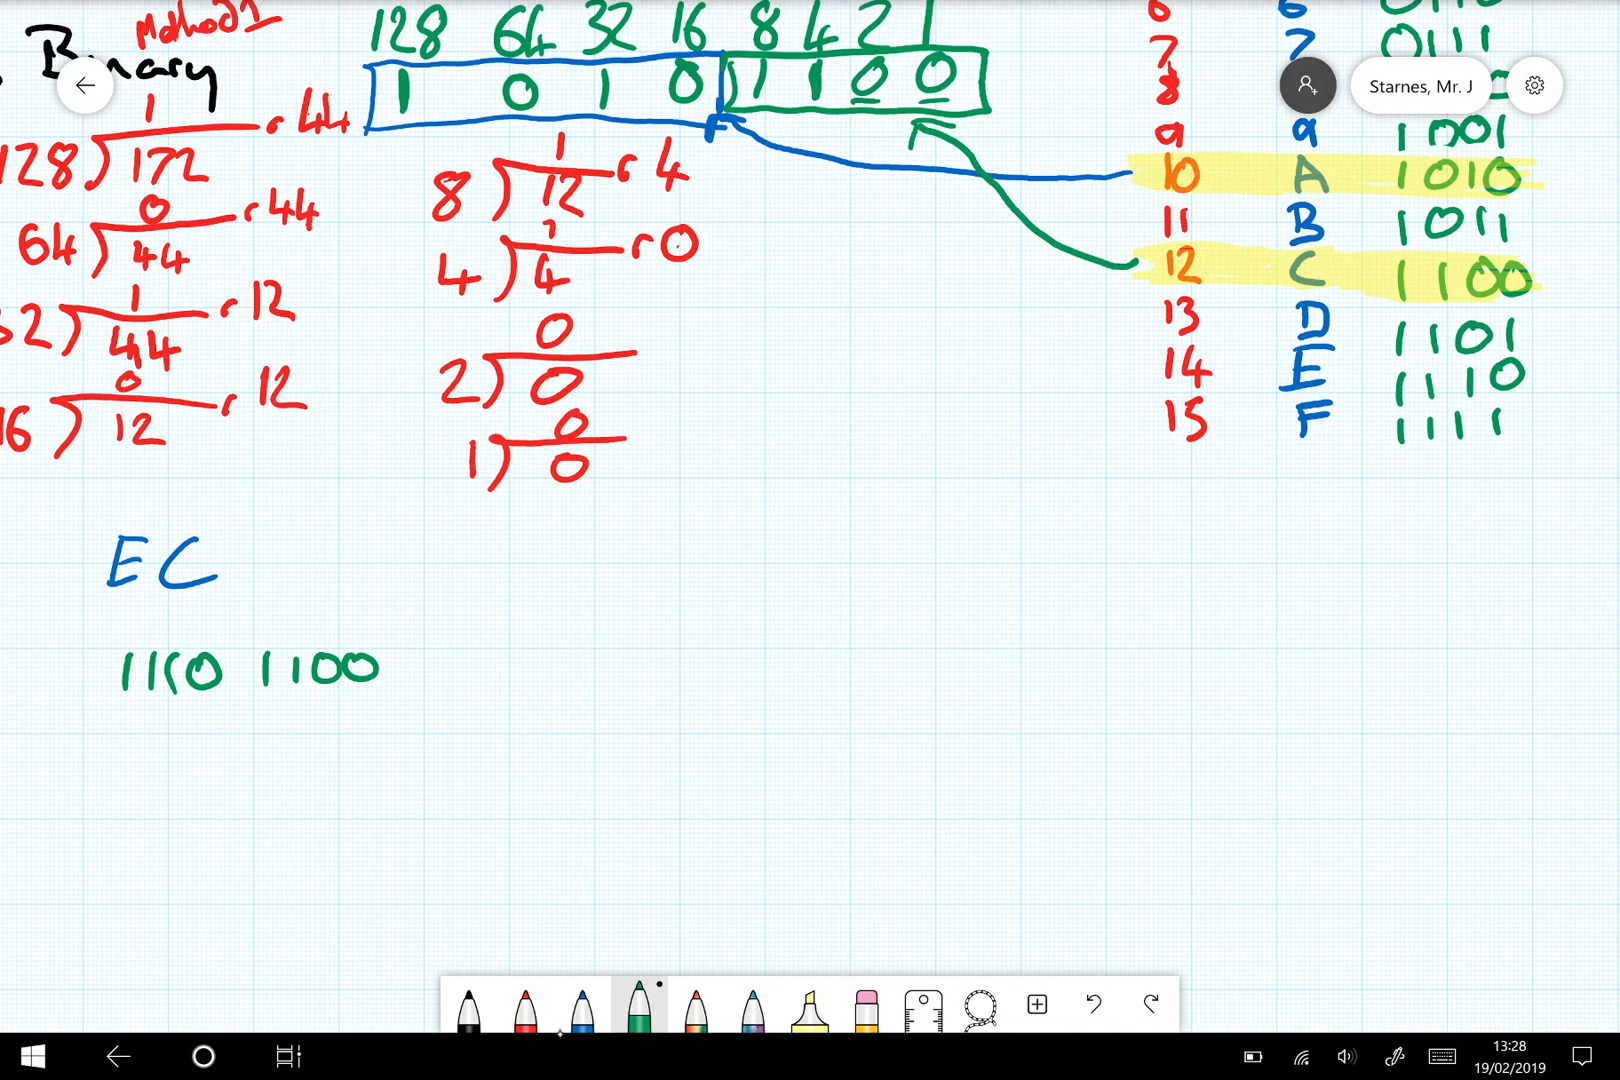 Method 1
Binary
128 64 32 16 8 4 2 1
1 0 1 0 1 1 0 0
1 r 44
128 172
0 r 44
64 44
1 r 12
44
0 r 12
16 12
1 r 4
8 12
1 r 0
4 4
0
2 0
0
1 0
EC
1110 1100
6 6
7 7 0111
8
9 9 1001
10 A 1010
11 B 1011
12 C 1100
13 D 1101
14 E 1110
15 F 1111
Starnes, Mr. J
13:28
19/02/2019